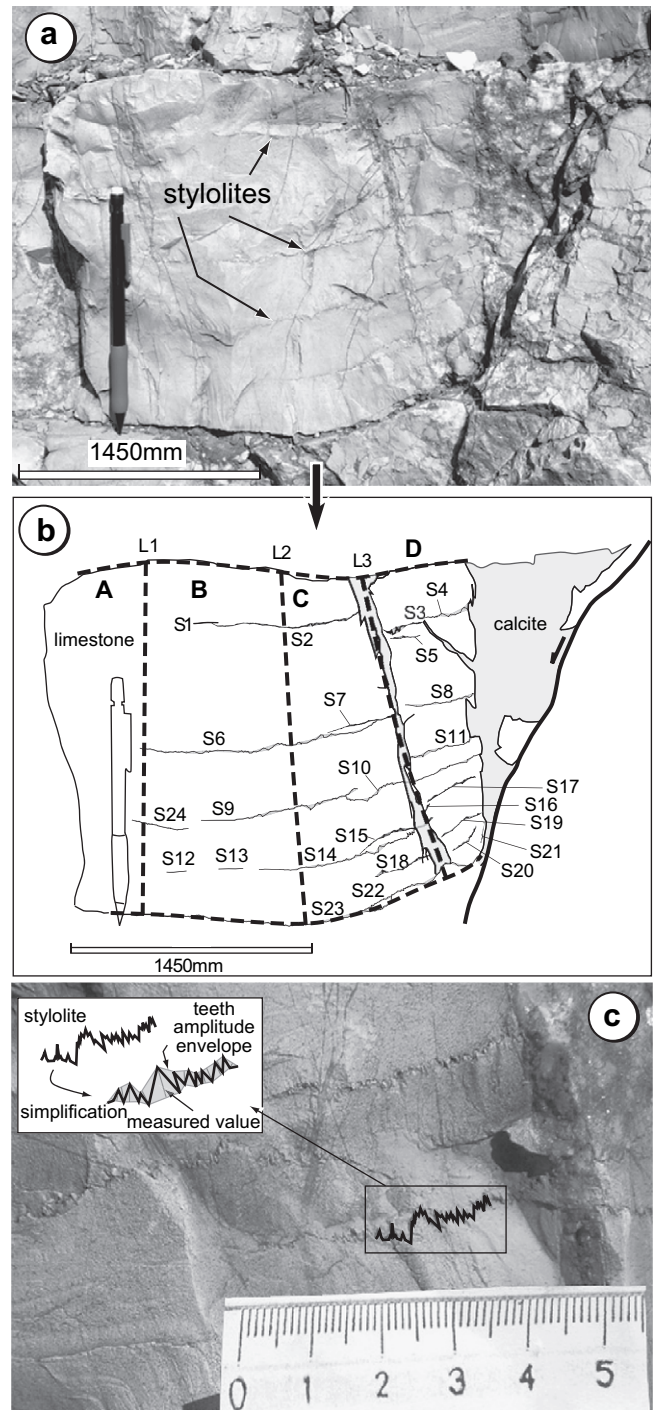 a
stylolites
1450mm
b
L1
L2
L3
D
A
B
C
S4
S3
S1
S2
limestone
calcite
S5
S7
S8
S6
S11
S10
S17
S24
S9
S16
S15
S19
S12
S13
S14
S18
S21
S20
S22
S23
1450mm
c
stylolite
teeth
amplitude
envelope
simplification
measured value
0 1 2 3 4 5